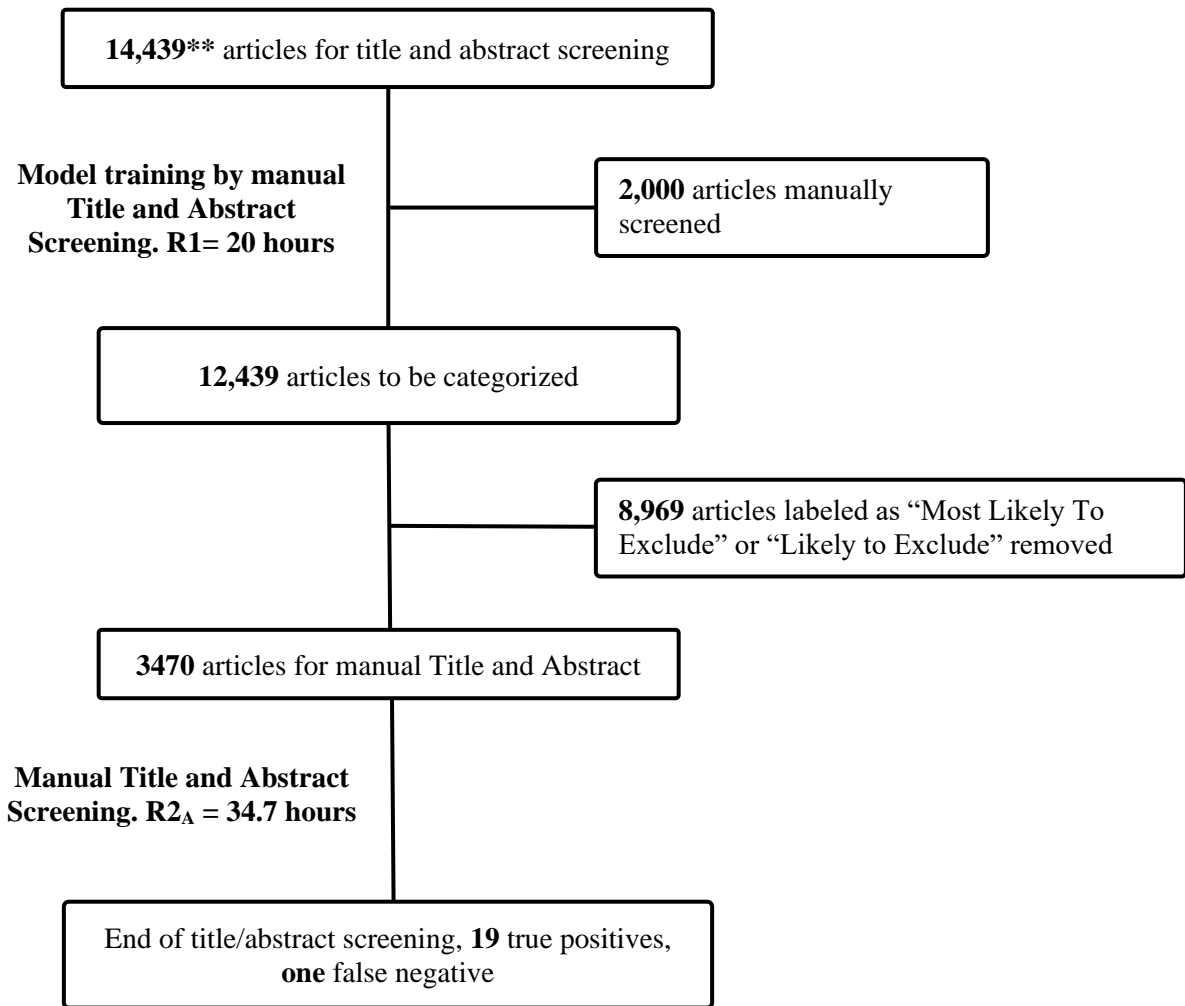 14,439** articles for title and abstract screening
Model training by manual
Title and Abstract
Screening. R1= 20 hours
2,000 articles manually
screened
12,439 articles to be categorized
8,969 articles labeled as “Most Likely To
Exclude” or “Likely to Exclude” removed
3470 articles for manual Title and Abstract
Manual Title and Abstract
Screening. R2A = 34.7 hours
End of title/abstract screening, 19 true positives,
one false negative